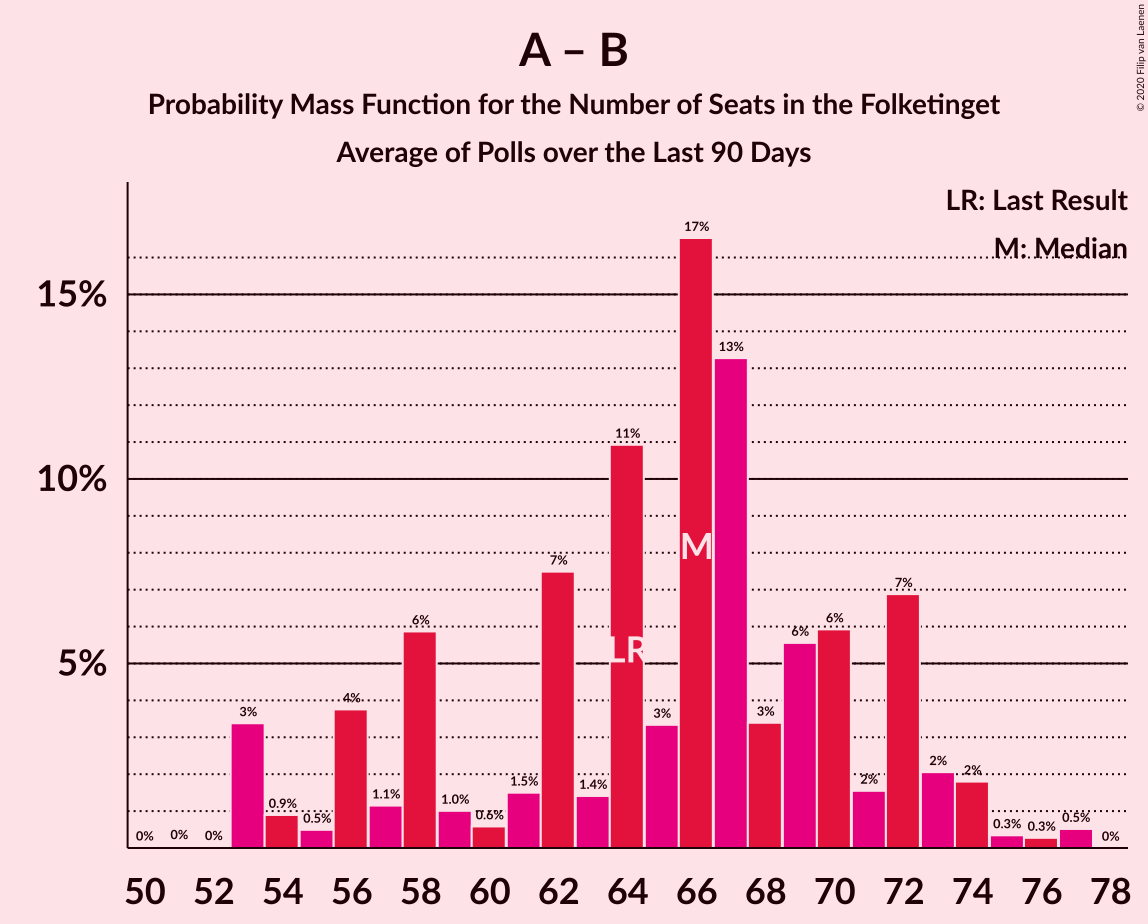 A – B
Probability Mass Function for the Number of Seats in the Folketinget
Average of Polls over the Last 90 Days
© 2020 Filip van Laenen
LR: Last Result
M: Median
15%
10%
5%
0% 0% 0% 3% 0.9% 0.5% 4% 1.1% 6% 1.0% 0.6% 1.5% 7% 1.4% 11% 3% 17% 13% 3% 6% 6% 2% 7% 2% 2% 0.3% 0.3% 0.5% 0%
LR
M
50 52 54 56 58 60 62 64 66 68 70 72 74 76 78